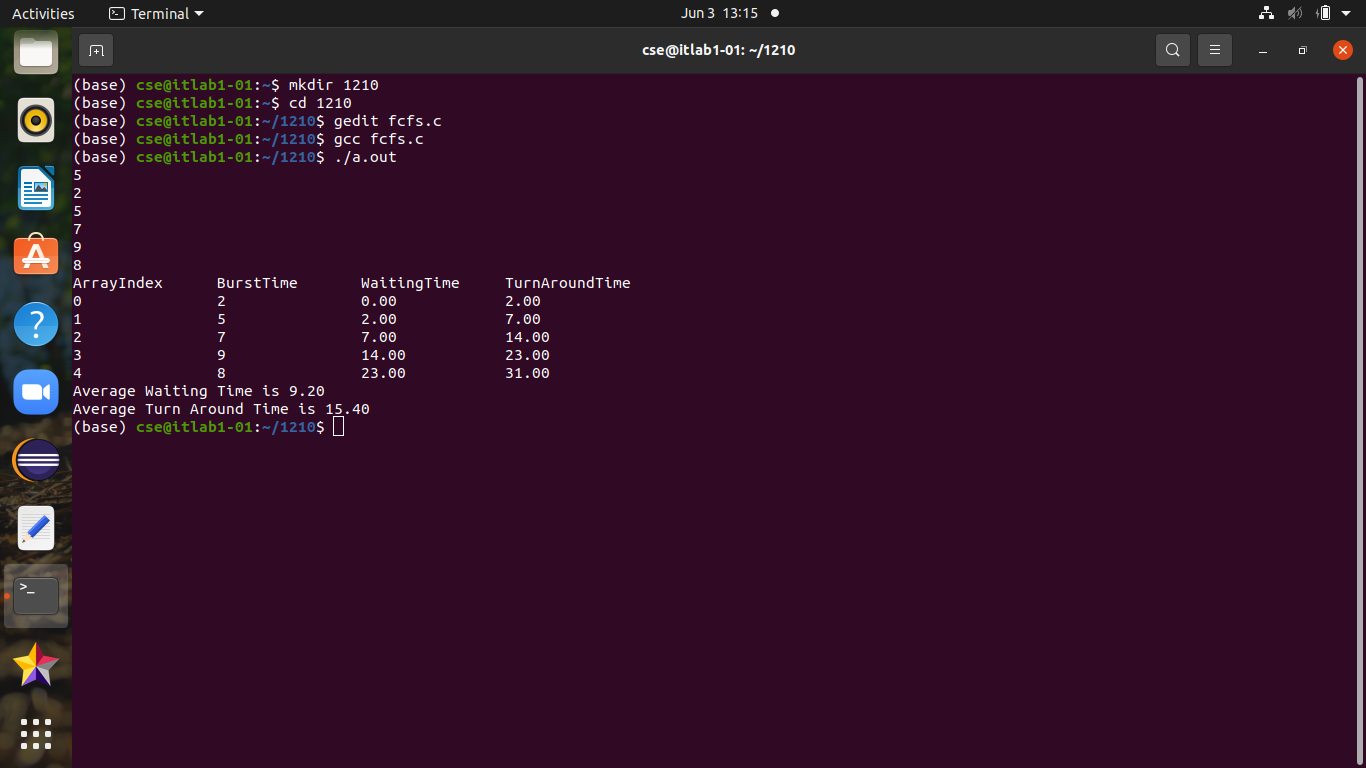 Activities Terminal Jun 3 13:15
cse@itlab1-01: ~/1210
(base) cse@itlab1-01:~$ mkdir 1210
(base) cse@itlab1-01:~$ cd 1210
(base) cse@itlab1-01:~/1210$ gedit fcfs.c
(base) cse@itlab1-01:~/1210$ gcc fcfs.c
(base) cse@itlab1-01:~/1210$ ./a.out
5
2
5
7
9
8
ArrayIndex BurstTime WaitingTime TurnAroundTime
0 2 0.00 2.00
1 5 2.00 7.00
2 7 7.00 14.00
3 9 14.00 23.00
4 8 23.00 31.00
Average Waiting Time is 9.20
Average Turn Around Time is 15.40
(base) cse@itlab1-01:~/1210$